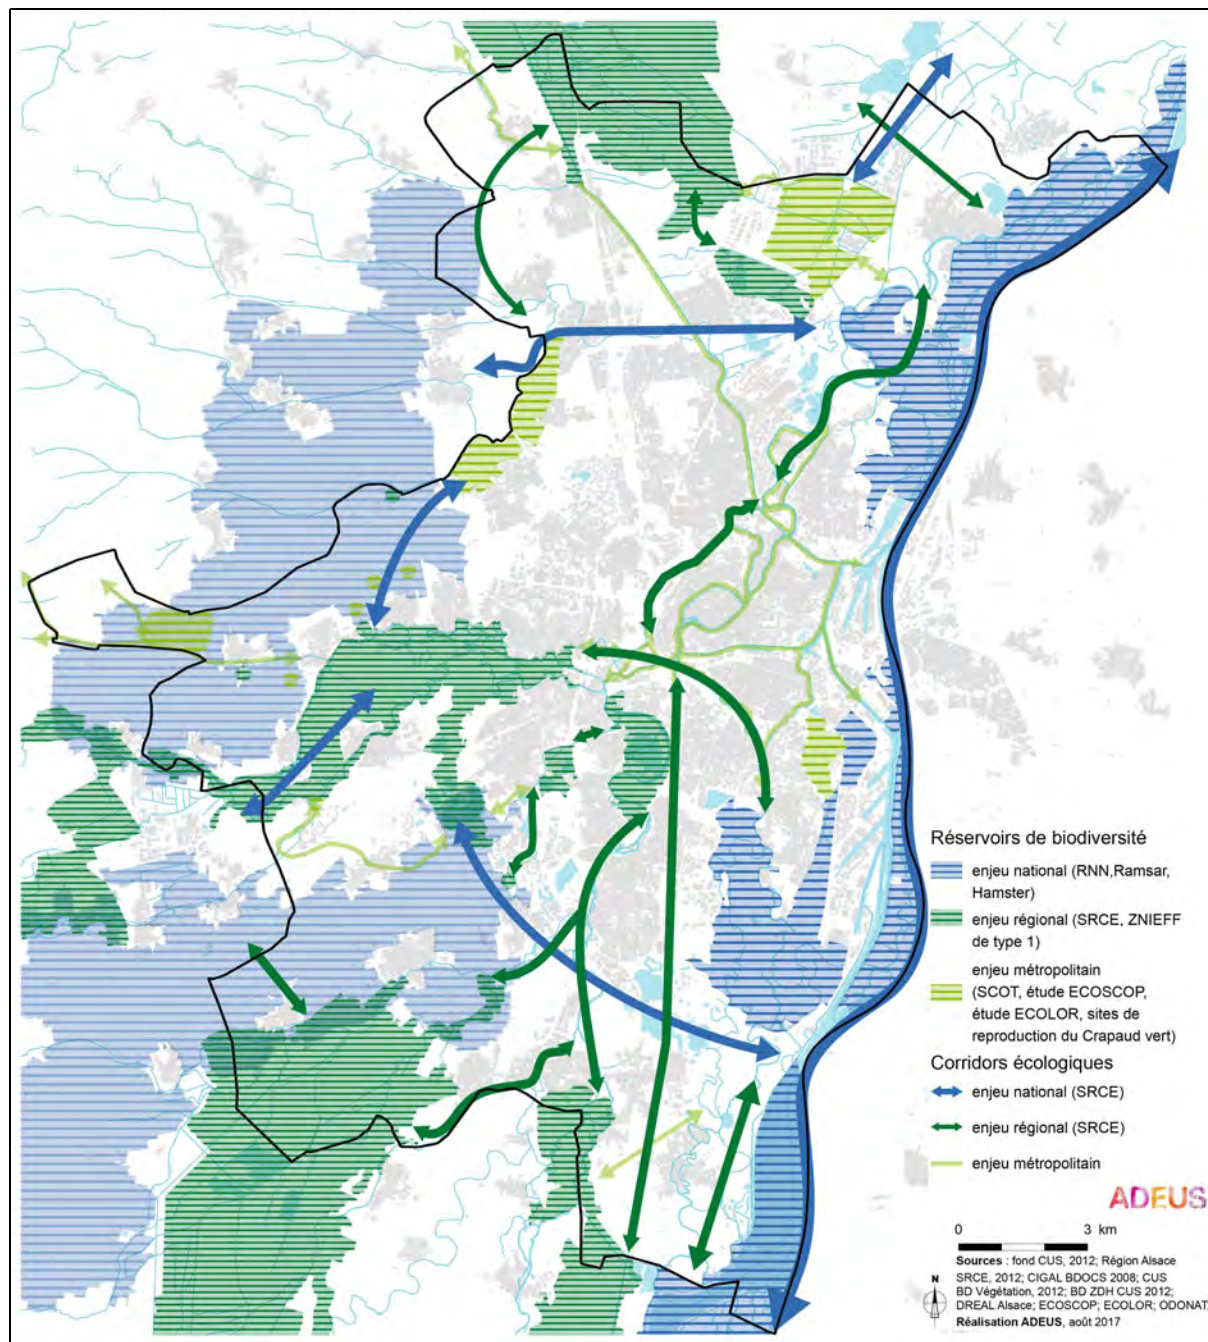 Réservoirs de biodiversité
enjeu national (RNN,Ramsar,
Hamster)
enjeu régional (SRCE, ZNIEFF
de type 1)
enjeu métropolitain
(SCOT, étude ECOSCOP,
étude ECOLOR, sites de
reproduction du Crapaud vert)
Corridors écologiques
enjeu national (SRCE)
enjeu régional (SRCE)
enjeu métropolitain
ADEUS
0 3 km
Sources : fond CUS, 2012; Région Alsace
SRCE, 2012; CIGAL BDOCS 2008; CUS
BD Végétation, 2012; BD ZDH CUS 2012;
DREAL Alsace; ECOSCOP; ECOLOR; ODONAT,
Réalisation ADEUS, août 2017
N